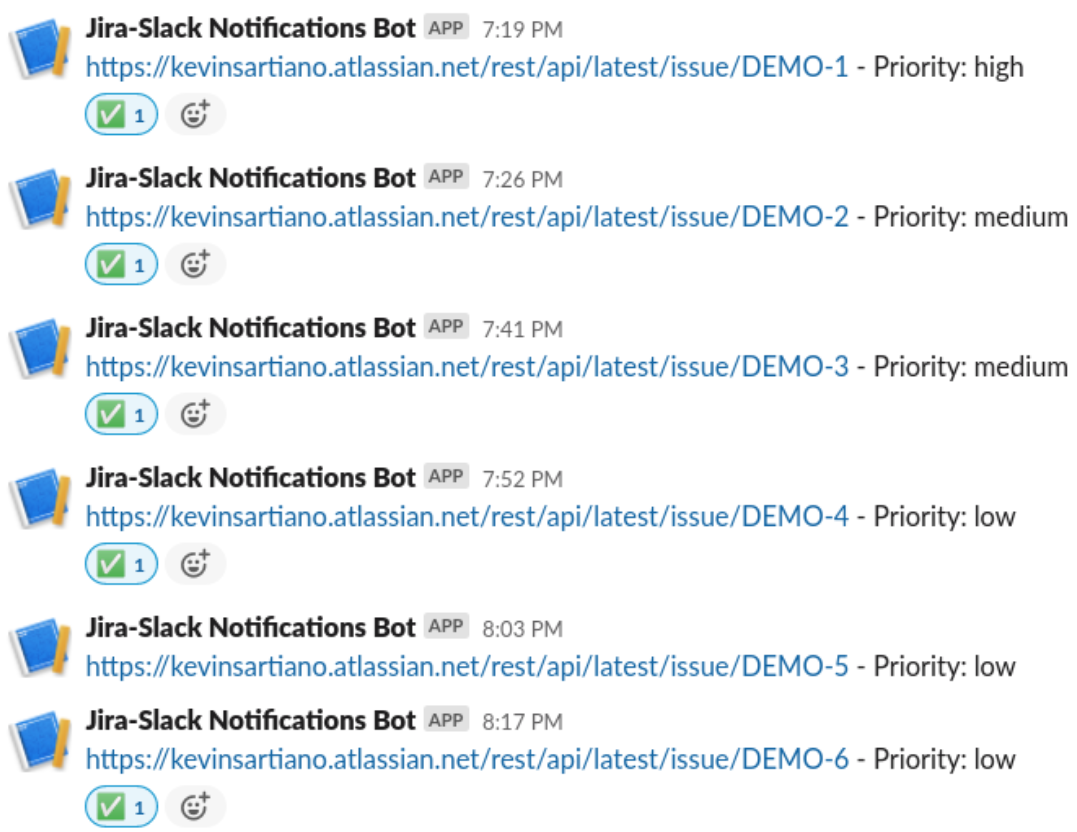 Jira-Slack Notifications Bot APP 7:19 PM
https://kevinsartiano.atlassian.net/rest/api/latest/issue/DEMO-1 - Priority: high
✅ 1
Jira-Slack Notifications Bot APP 7:26 PM
https://kevinsartiano.atlassian.net/rest/api/latest/issue/DEMO-2 - Priority: medium
✅ 1
Jira-Slack Notifications Bot APP 7:41 PM
https://kevinsartiano.atlassian.net/rest/api/latest/issue/DEMO-3 - Priority: medium
✅ 1
Jira-Slack Notifications Bot APP 7:52 PM
https://kevinsartiano.atlassian.net/rest/api/latest/issue/DEMO-4 - Priority: low
✅ 1
Jira-Slack Notifications Bot APP 8:03 PM
https://kevinsartiano.atlassian.net/rest/api/latest/issue/DEMO-5 - Priority: low
Jira-Slack Notifications Bot APP 8:17 PM
https://kevinsartiano.atlassian.net/rest/api/latest/issue/DEMO-6 - Priority: low
✅ 1